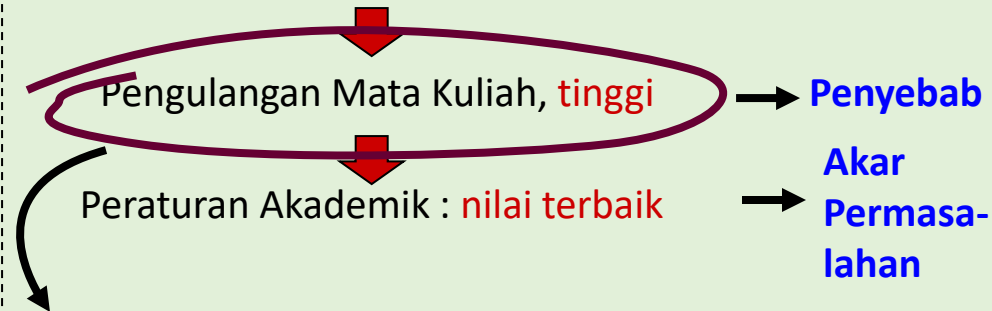 Pengulangan Mata Kuliah, tinggi
Penyebab
Peraturan Akademik : nilai terbaik
Akar
Permasa-
lahan